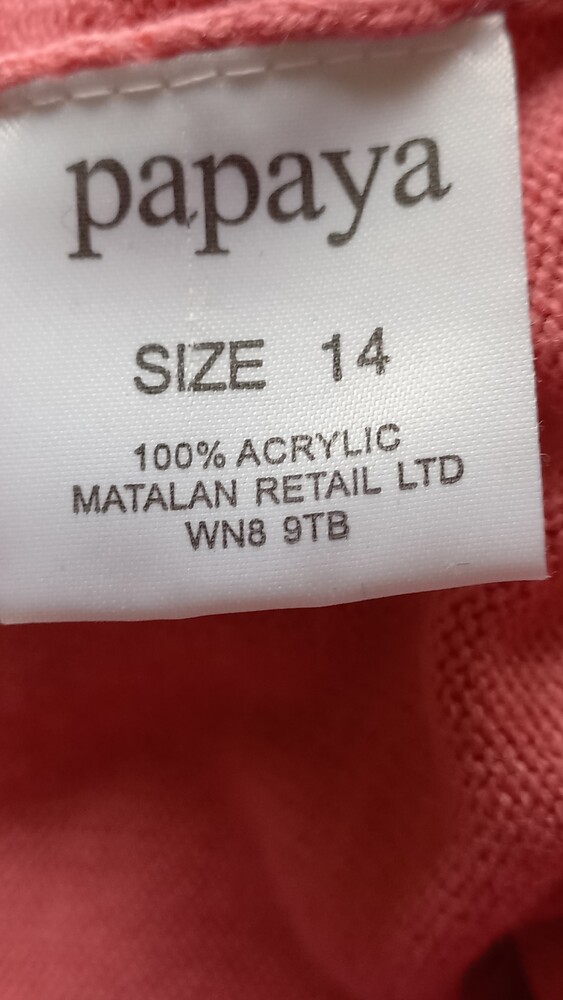 papaya
SIZE 14
100% ACRYLIC
MATALAN RETAIL LTD
WN8 9TB